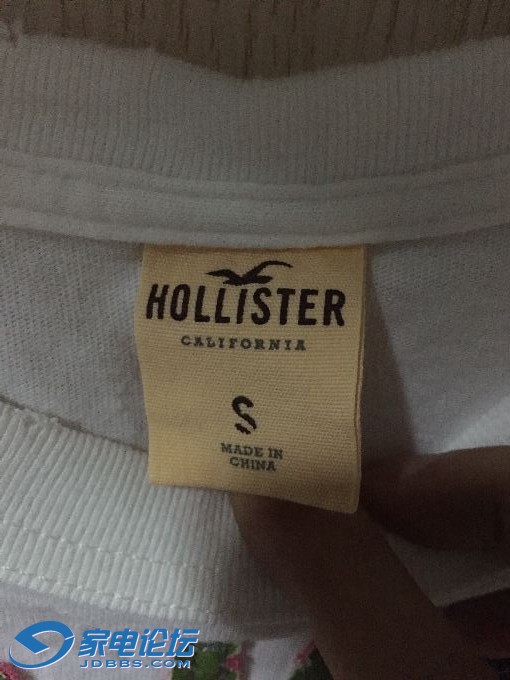 HOLLISTER
CALIFORNIA
S
MADE IN
CHINA
家电论坛
JDBBS.COM